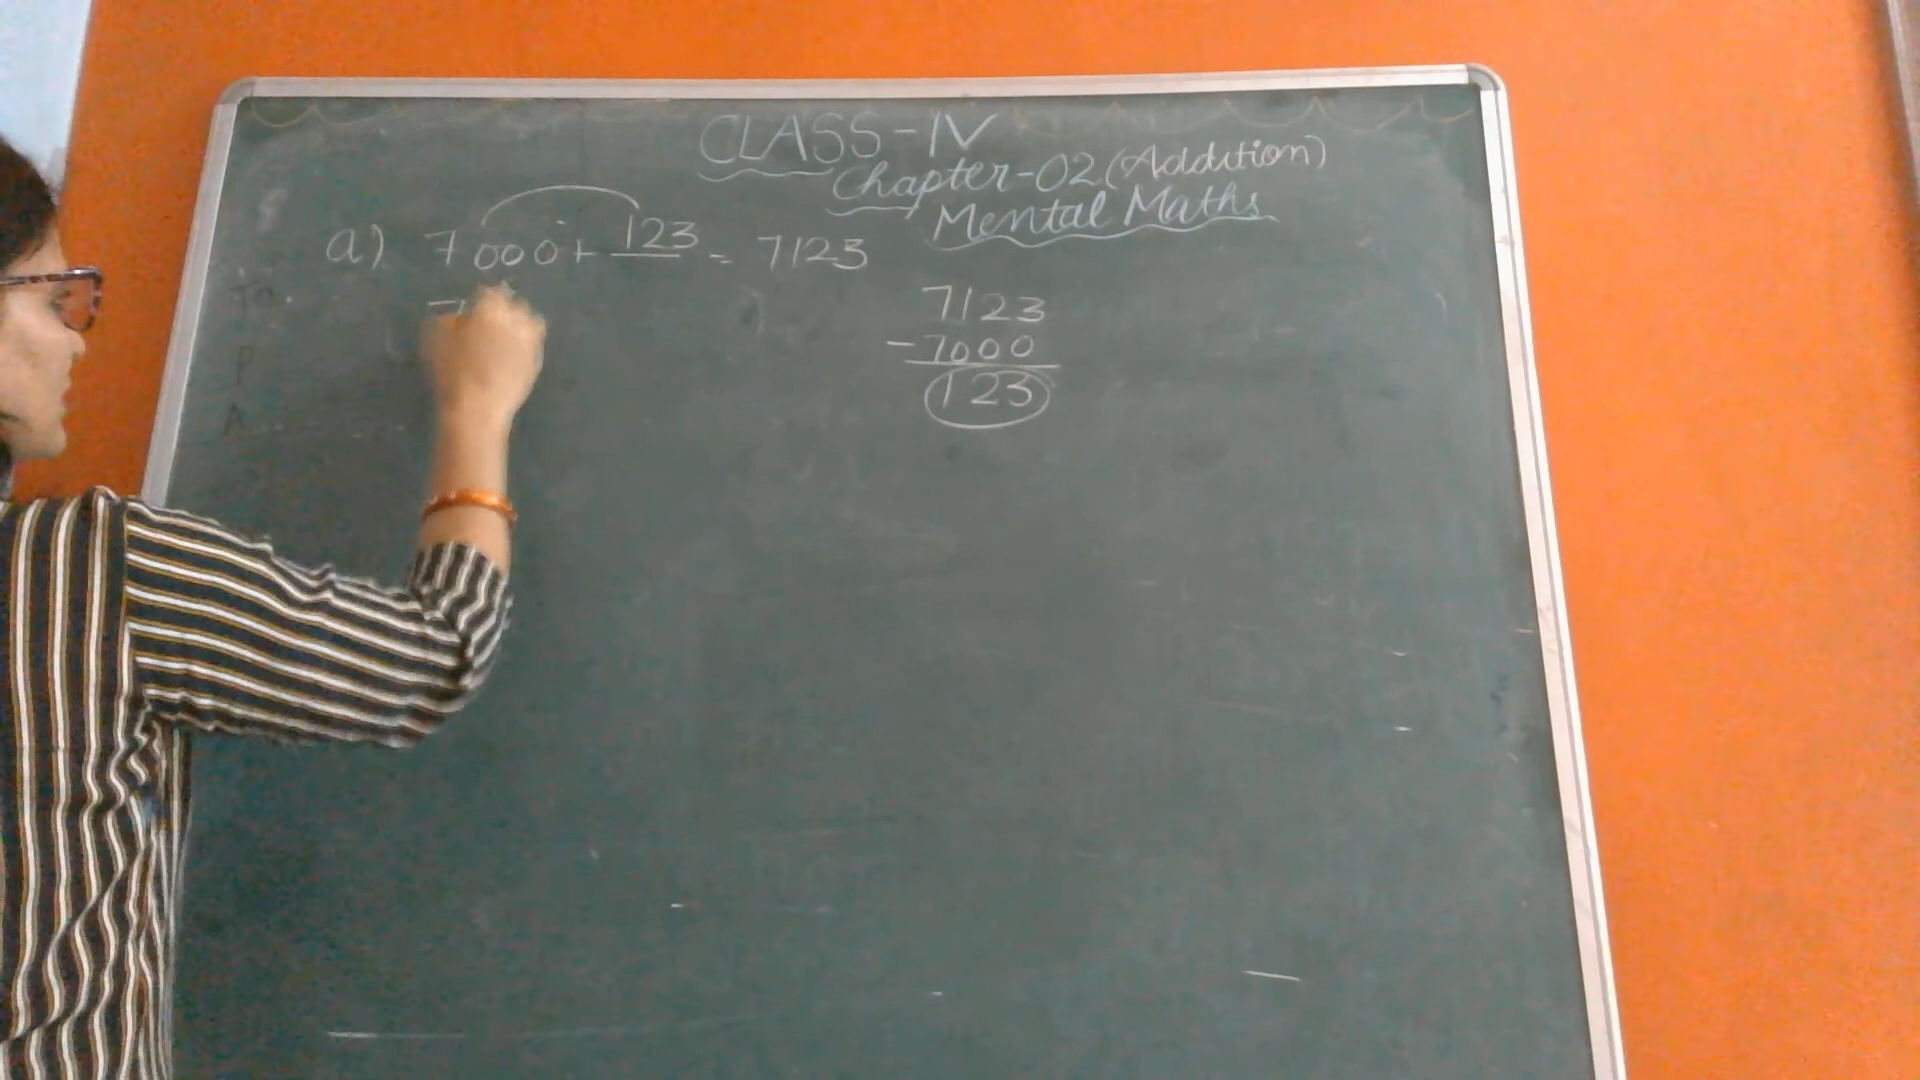 CLASS-IV
Chapter-02 (Addition)
Mental Maths
a) 7000+ 123 = 7123
7123
- 7000
123
P
A